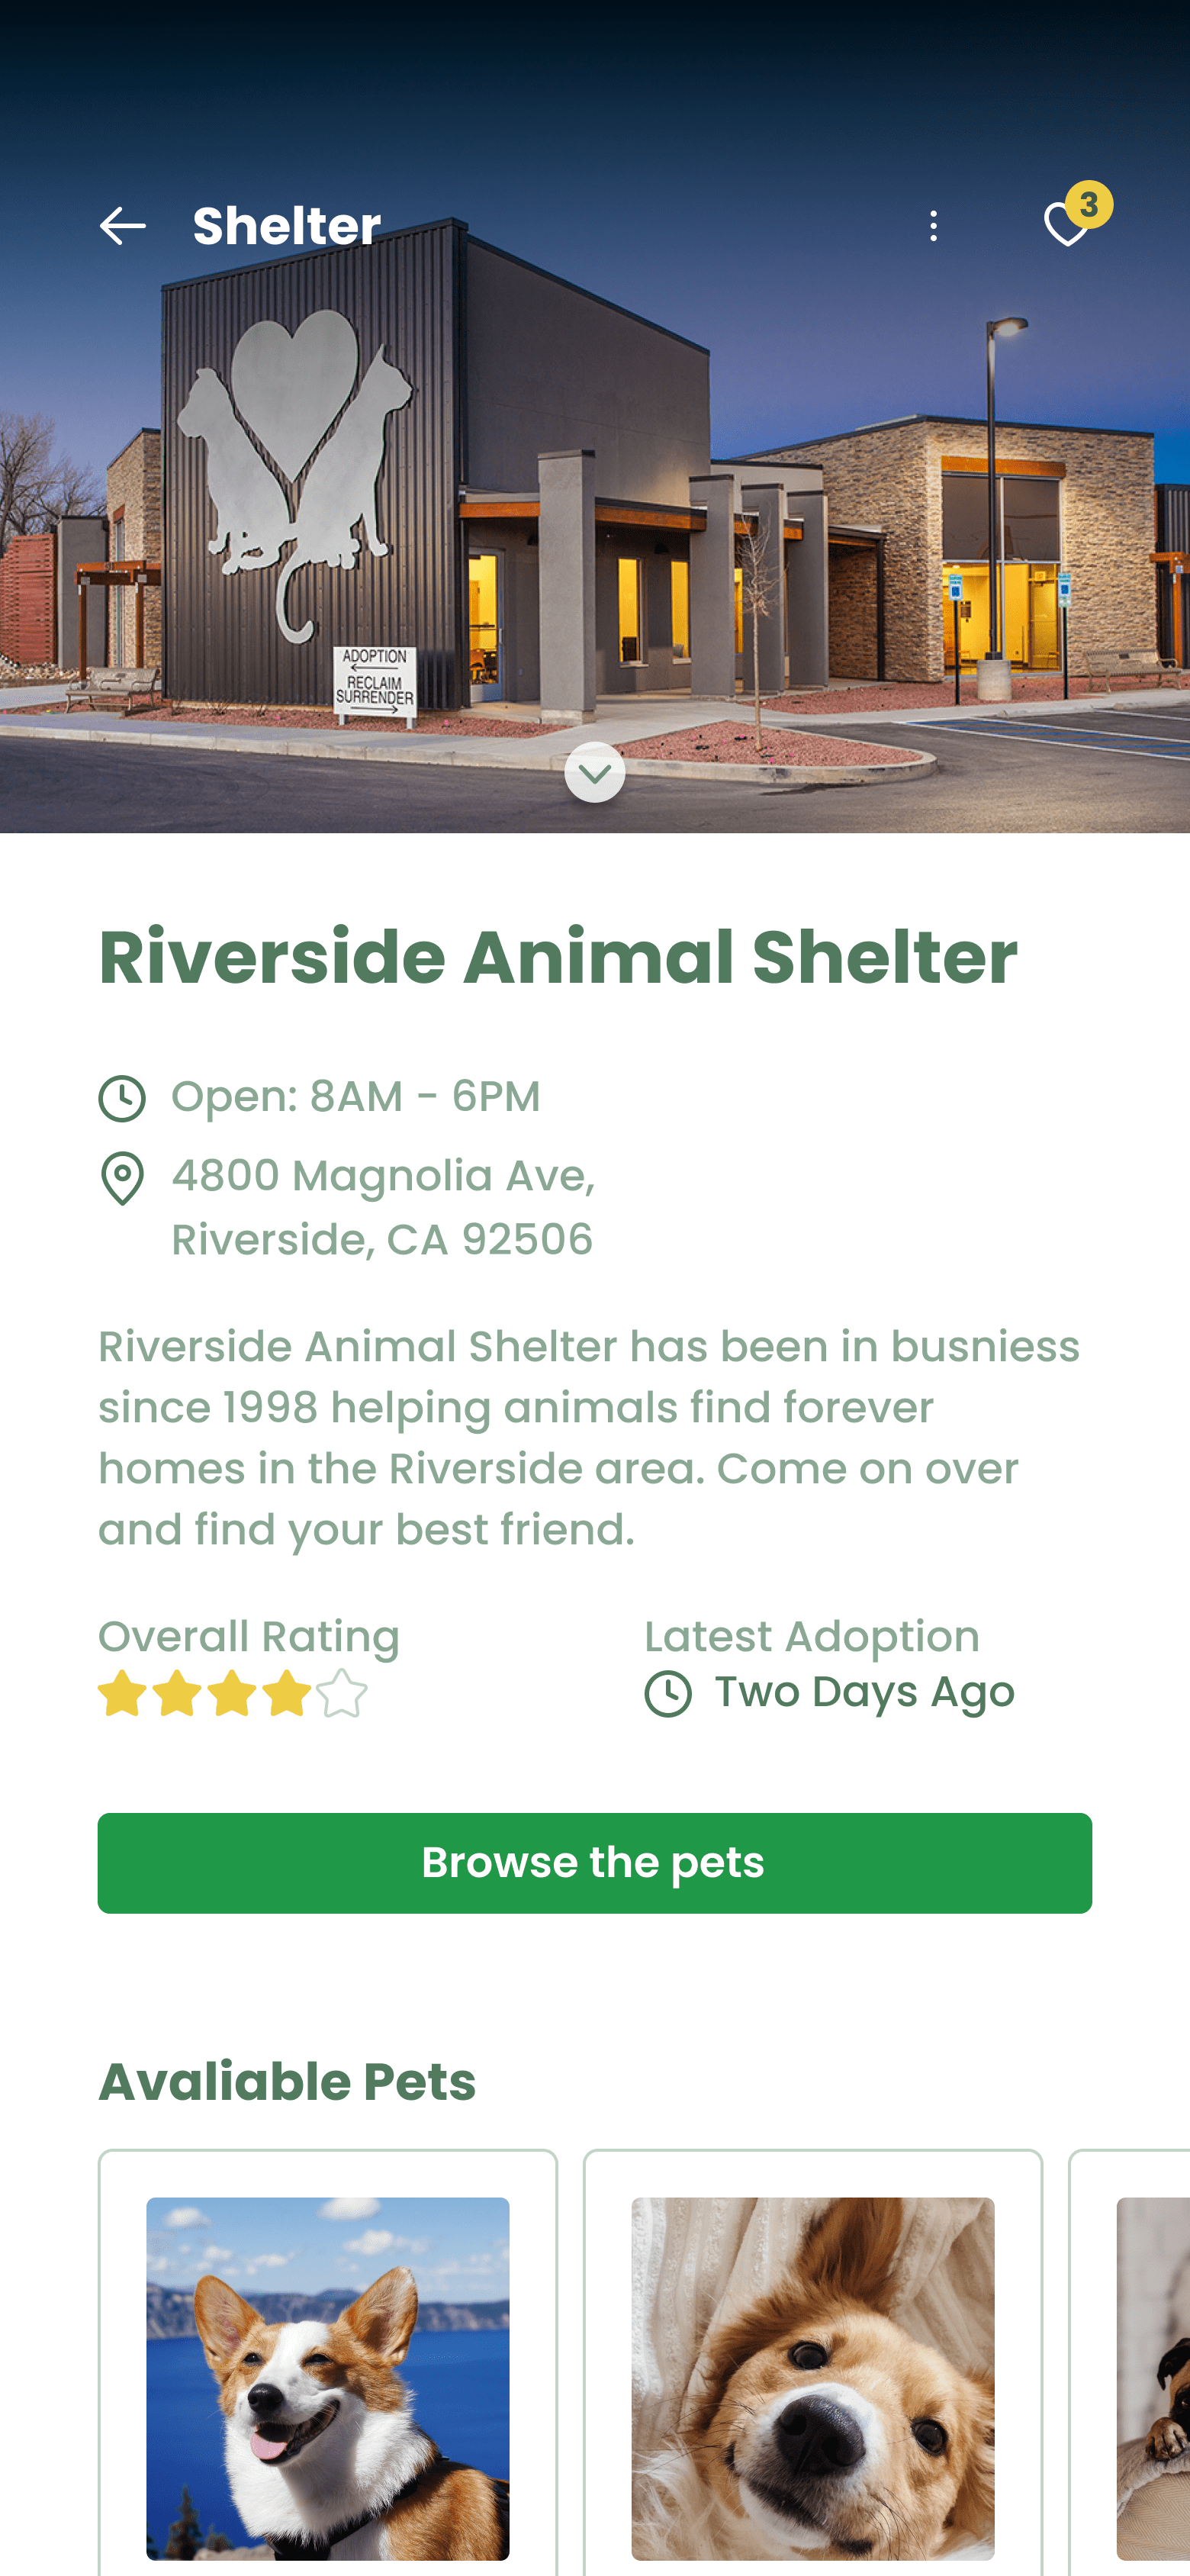 Shelter
3
ADOPTION
RECLAIM
SURRENDER
Riverside Animal Shelter
Open: 8AM - 6PM
4800 Magnolia Ave,
Riverside, CA 92506
Riverside Animal Shelter has been in busniess
since 1998 helping animals find forever
homes in the Riverside area. Come on over
and find your best friend.
Overall Rating
Latest Adoption
Two Days Ago
Browse the pets
Avaliable Pets